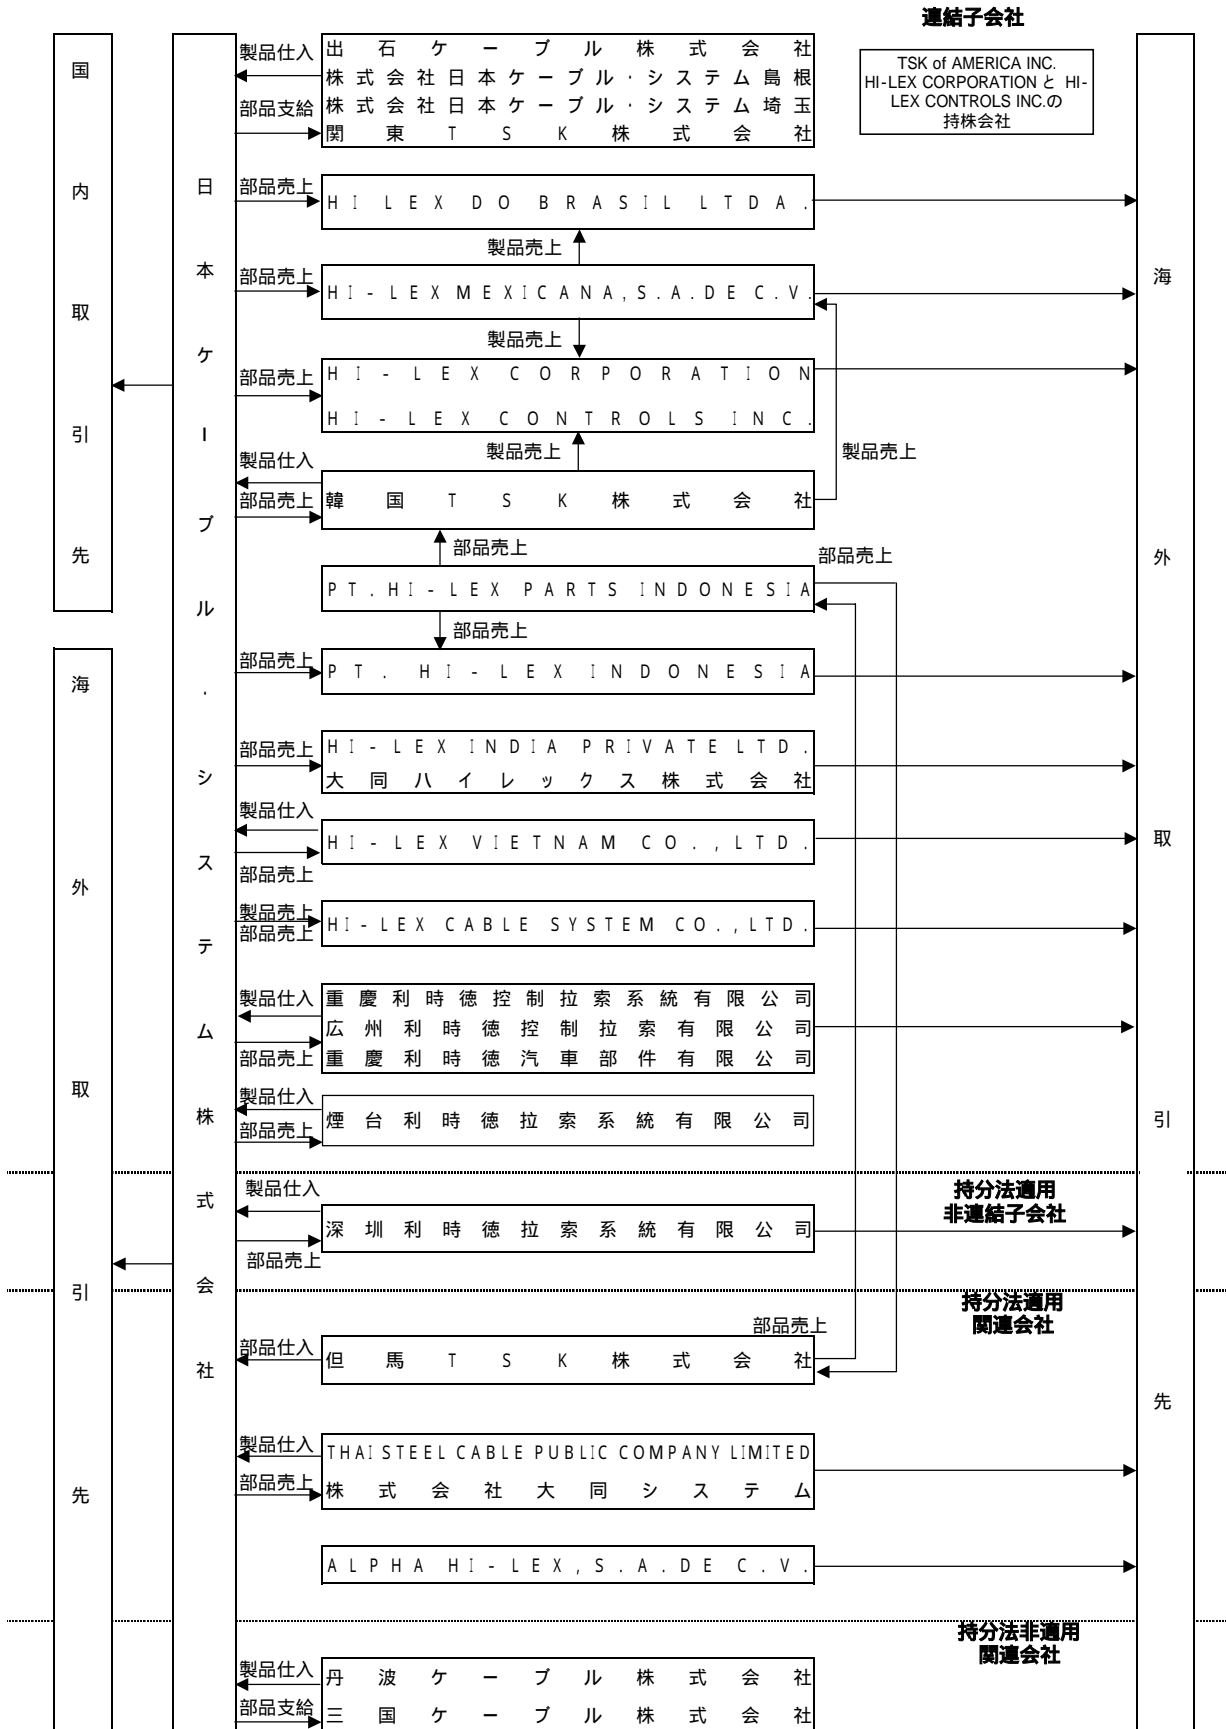 連結子会社
TSK of AMERICA INC.
HI-LEX CORPORATION と HI-
LEX CONTROLS INC.の
持株会社
国内取引先
海外取引先
日本ケーブル・システム株式会社
海外取引先
製品仕入
部品支給
出石ケーブル株式会社
株式会社日本ケーブル・システム島根
株式会社日本ケーブル・システム埼玉
関東TSK株式会社
部品売上
HI LEX DO BRASIL LTDA.
製品売上
部品売上
HI-LEX MEXICANA,S.A.DE C.V.
製品売上
部品売上
HI-LEX CORPORATION
HI-LEX CONTROLS INC.
製品売上
製品売上
製品仕入
部品売上
韓国TSK株式会社
部品売上
部品売上
PT.HI-LEX PARTS INDONESIA
部品売上
部品売上
PT. HI-LEX INDONESIA
部品売上
HI-LEX INDIA PRIVATE LTD.
大同ハイレックス株式会社
製品仕入
HI-LEX VIETNAM CO.,LTD.
部品売上
製品売上
部品売上
HI-LEX CABLE SYSTEM CO.,LTD.
製品仕入
部品売上
重慶利時徳控制拉索系統有限公司
広州利時徳控制拉索有限公司
重慶利時徳汽車部件有限公司
製品仕入
部品売上
煙台利時徳拉索系統有限公司
持分法適用
非連結子会社
製品仕入
深圳利時徳拉索系統有限公司
部品売上
持分法適用
関連会社
部品売上
部品仕入
但馬TSK株式会社
製品仕入
部品売上
THAI STEEL CABLE PUBLIC COMPANY LIMITED
株式会社大同システム
ALPHA HI-LEX,S.A.DE C.V.
持分法非適用
関連会社
製品仕入
部品支給
丹波ケーブル株式会社
三国ケーブル株式会社